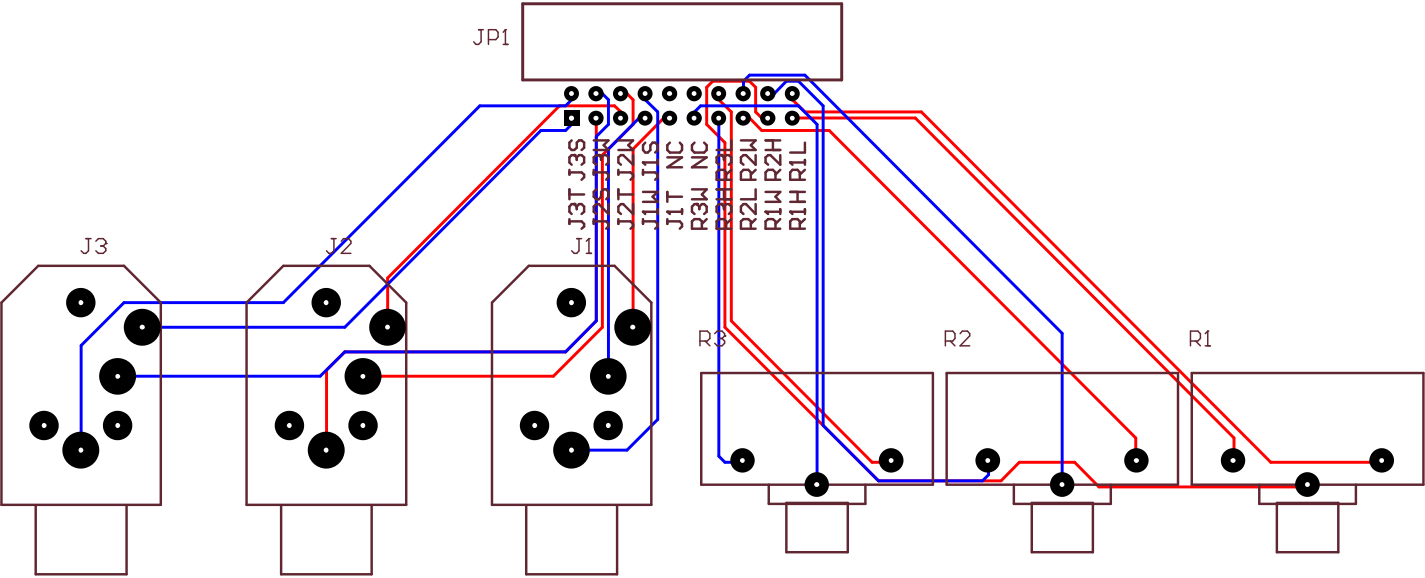 JP1
J3T J3S
J2S J3W
J2T J2W
J1W J1S
J1T NC
R3W NC
R3H R3L
R2L R2W
R1W R2H
R1H R1L
J3
J2
J1
R3
R2
R1